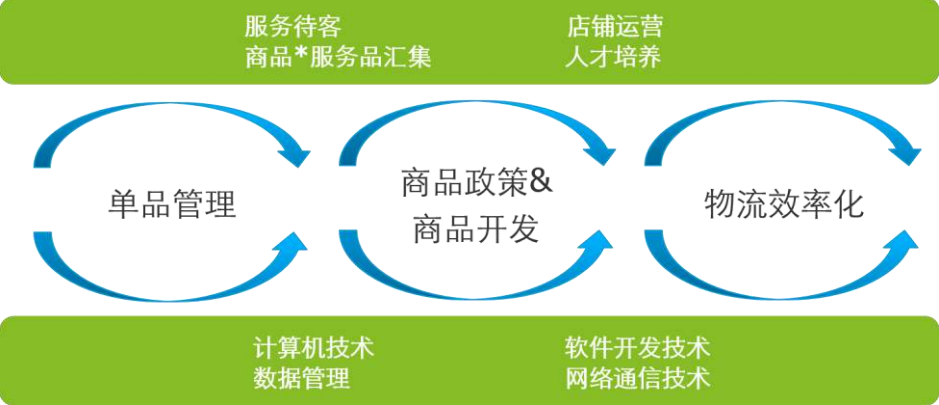 服务待客
商品*服务品汇集
店铺运营
人才培养
单品管理
商品政策&
商品开发
物流效率化
计算机技术
数据管理
软件开发技术
网络通信技术